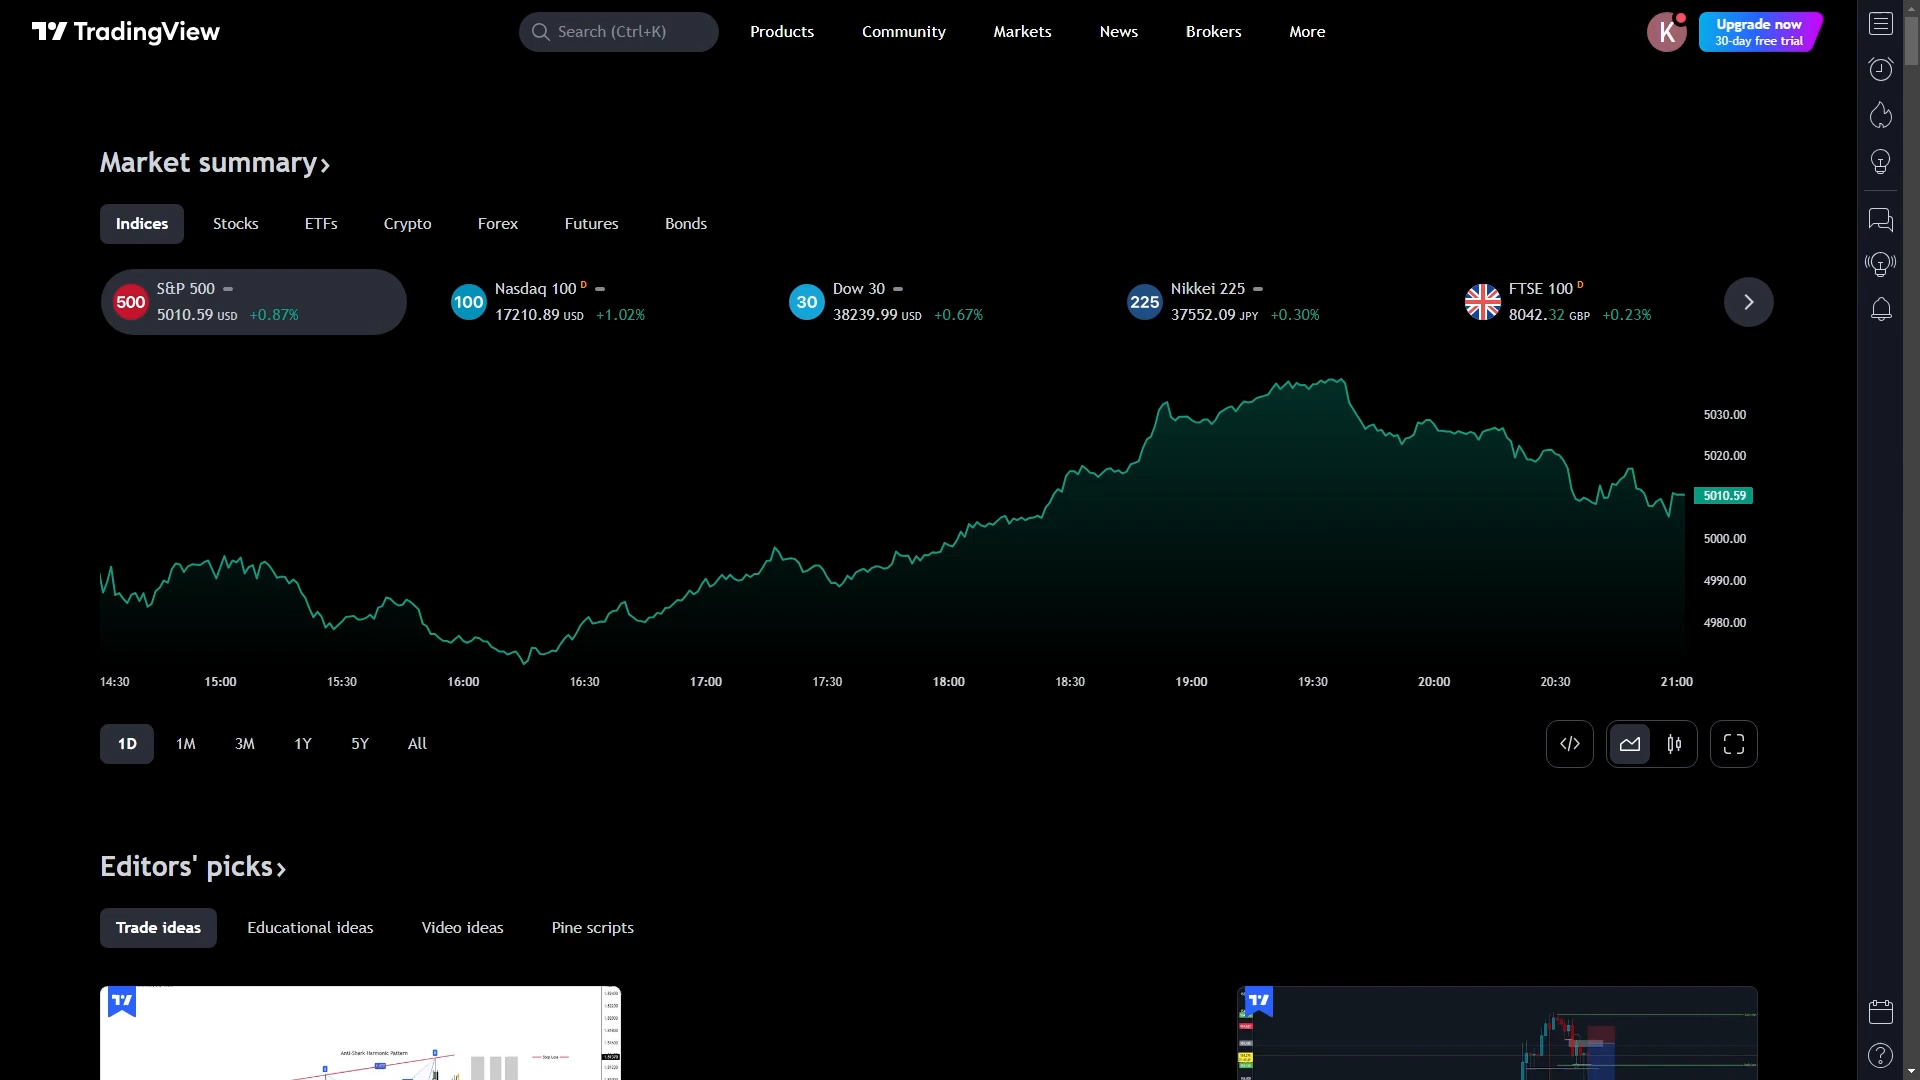 TradingView
Search (Ctrl+K)
Products
Community
Markets
News
Brokers
More
K
Upgrade now
30-day free trial
Market summary
Indices
Stocks
ETFs
Crypto
Forex
Futures
Bonds
500
S&P 500
5010.59 USD +0.87%
100
Nasdaq 100 D
17210.89 USD +1.02%
30
Dow 30
38239.99 USD +0.67%
225
Nikkei 225
37552.09 JPY +0.30%
FTSE 100 D
8042.32 GBP +0.23%
5030.00
5020.00
5010.59
5000.00
4990.00
4980.00
14:30 15:00 15:30 16:00 16:30 17:00 17:30 18:00 18:30 19:00 19:30 20:00 20:30 21:00
1D 1M 3M 1Y 5Y All
Editors' picks
Trade ideas
Educational ideas
Video ideas
Pine scripts
Anti-Shark Harmonic Pattern
Stop Loss